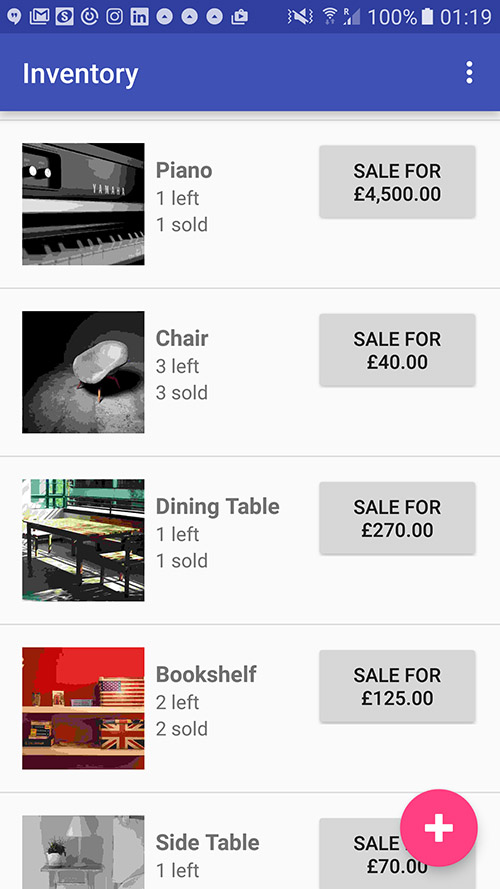 100% 01:19
Inventory
Piano
1 left
1 sold
SALE FOR
£4,500.00
YAMAHA
Chair
3 left
3 sold
SALE FOR
£40.00
Dining Table
1 left
1 sold
SALE FOR
£270.00
Bookshelf
2 left
2 sold
SALE FOR
£125.00
Side Table
1 left
SALE
£70.00